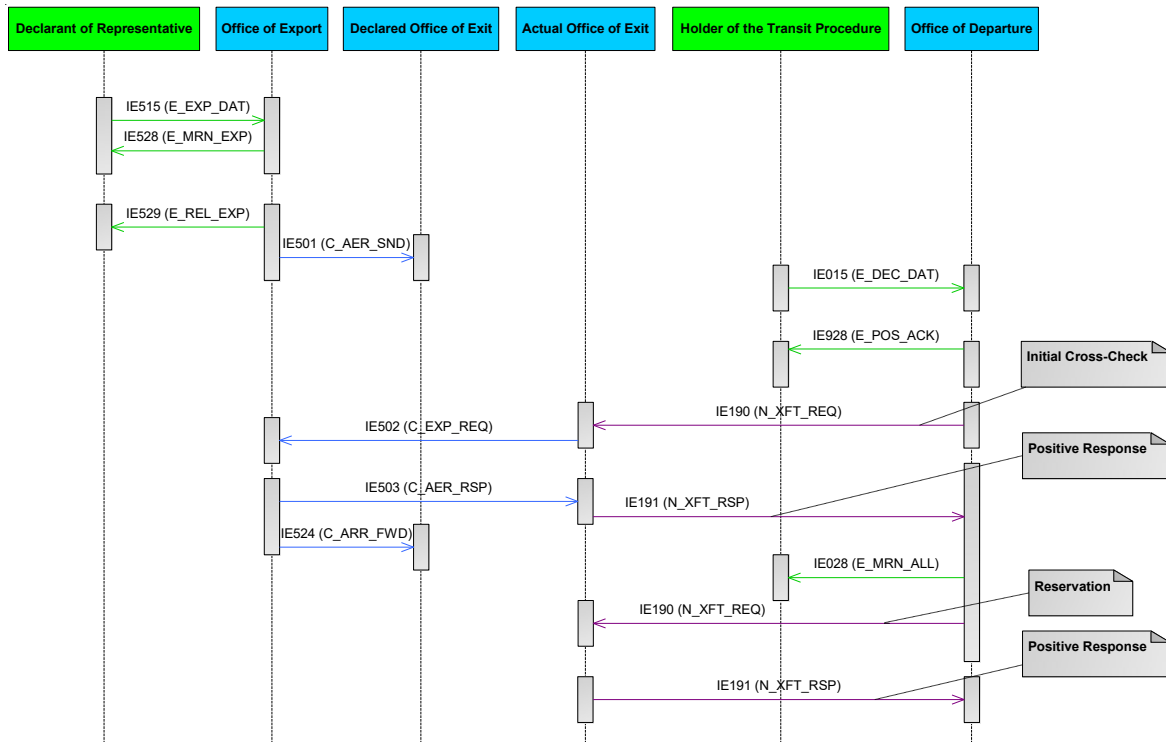 Declarant of Representative
Office of Export
Declared Office of Exit
Actual Office of Exit
Holder of the Transit Procedure
Office of Departure
IE515 (E_EXP_DAT)
IE528 (E_MRN_EXP)
IE529 (E_REL_EXP)
IE501 (C_AER_SND)
IE015 (E_DEC_DAT)
IE928 (E_POS_ACK)
Initial Cross-Check
IE190 (N_XFT_REQ)
IE502 (C_EXP_REQ)
Positive Response
IE503 (C_AER_RSP)
IE191 (N_XFT_RSP)
IE524 (C_ARR_FWD)
IE028 (E_MRN_ALL)
Reservation
IE190 (N_XFT_REQ)
Positive Response
IE191 (N_XFT_RSP)